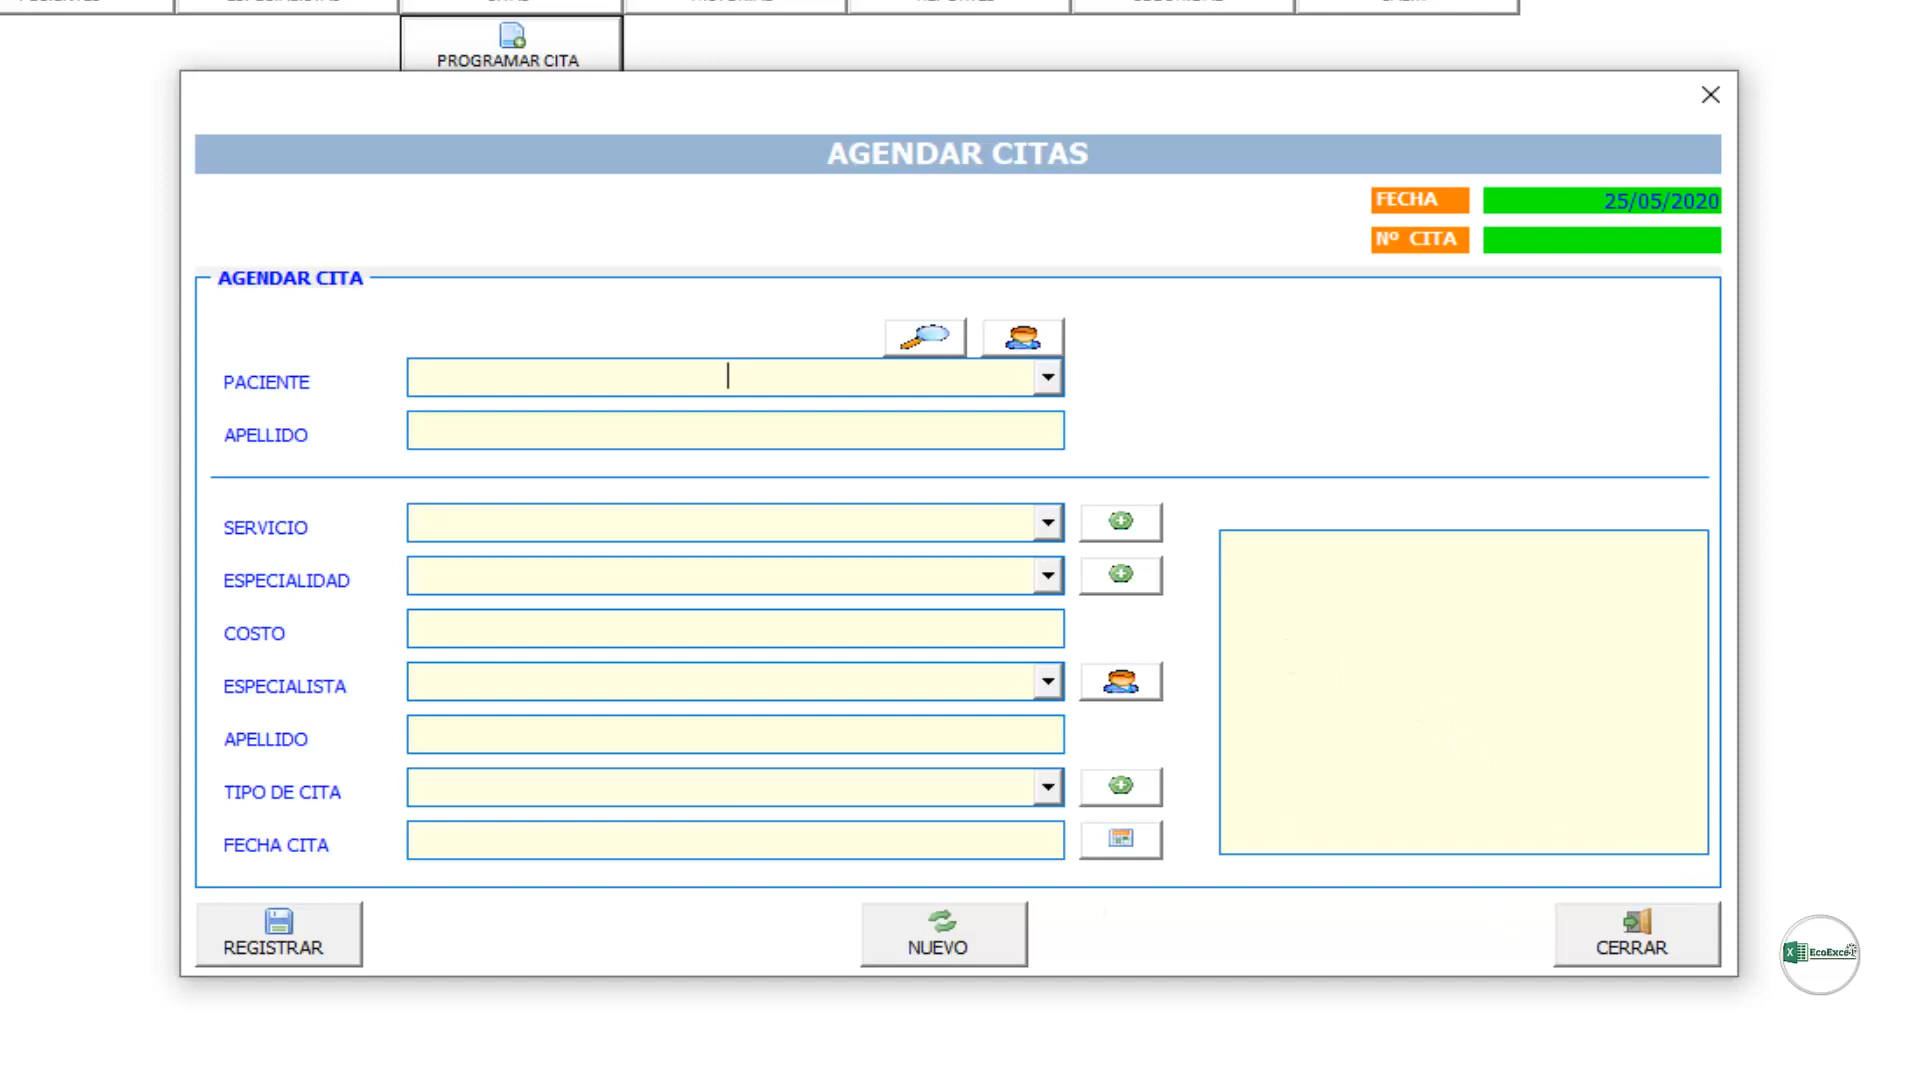 PROGRAMAR CITA
AGENDAR CITAS
FECHA 25/05/2020
Nº CITA
AGENDAR CITA
PACIENTE
APELLIDO
SERVICIO
ESPECIALIDAD
COSTO
ESPECIALISTA
APELLIDO
TIPO DE CITA
FECHA CITA
REGISTRAR NUEVO CERRAR
EcoExcel